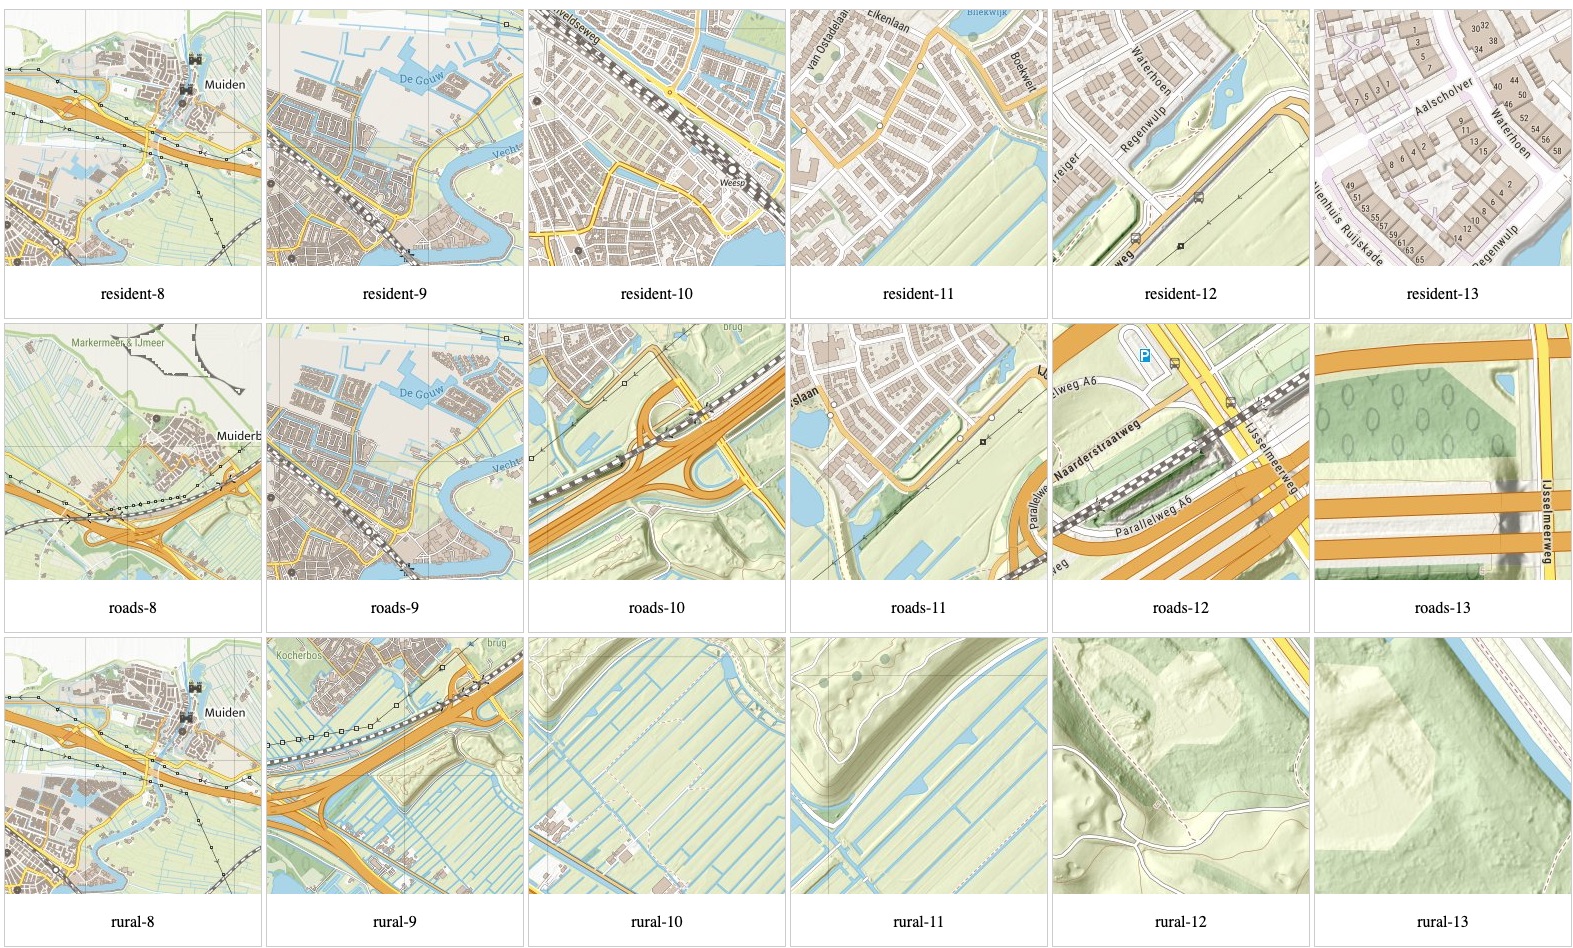 Muiden
resident-8
De Gouw
Vecht
resident-9
Weesp
resident-10
van Ostadelaan
Eikenlaan
Boekweit
resident-11
Waterhoen
Regenwulp
weg
resident-12
Aalscholver
Waterhoen
Regenwulp
1
3
5
7
30
32
34
38
7 5 3 1
40
44
46
50
52
54
56
58
9
11
13
15
8 6 4 2
49
51
53
55
57
59
61
63
65
2
4
6
8
10
12
14
resident-13
Markermeer & IJmeer
Muiderb
roads-8
De Gouw
Vecht
roads-9
brug
roads-10
rslaan
Parallelwe
roads-11
P
elweg A6
Naarderstraatweg
IJsselmeerweg
Parallelweg A6
weg
roads-12
IJsselmeerweg
roads-13
Muiden
rural-8
Kocherbos
brug
rural-9
rural-10
rural-11
rural-12
rural-13